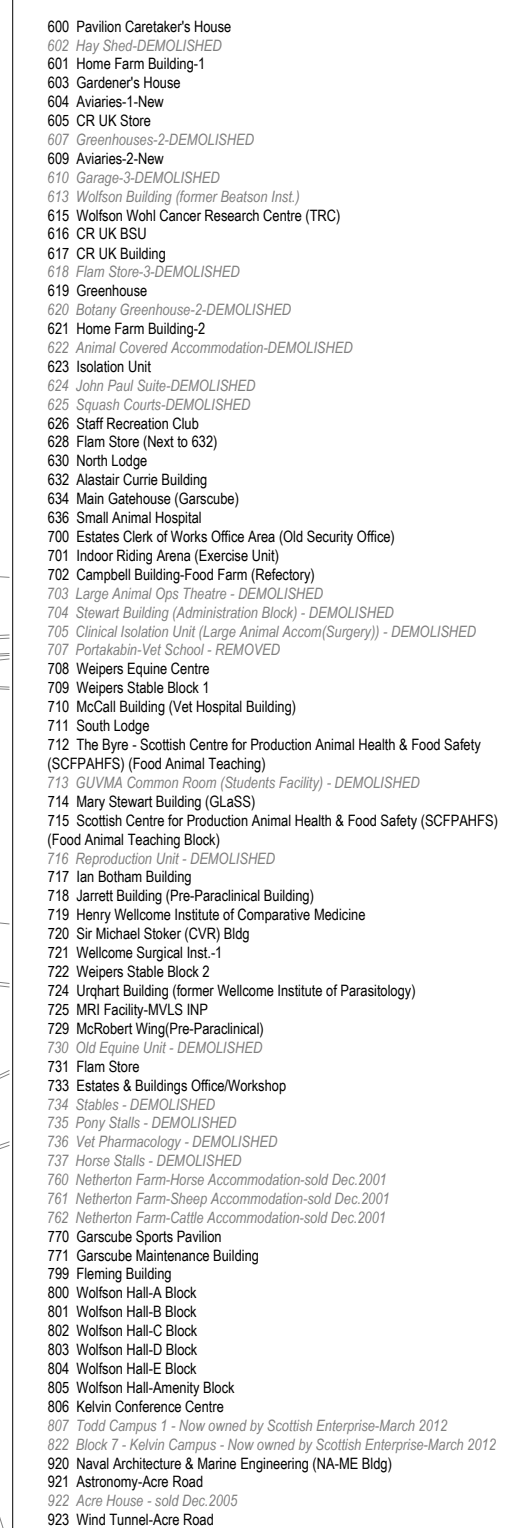 600 Pavilion Caretaker's House
602 Hay Shed-DEMOLISHED
601 Home Farm Building-1
603 Gardener's House
604 Aviaries-1-New
605 CR UK Store
607 Greenhouses-2-DEMOLISHED
609 Aviaries-2-New
610 Garage-3-DEMOLISHED
613 Wolfson Building (former Beatson Inst.)
615 Wolfson Wohl Cancer Research Centre (TRC)
616 CR UK BSU
617 CR UK Building
618 Flam Store-3-DEMOLISHED
619 Greenhouse
620 Botany Greenhouse-2-DEMOLISHED
621 Home Farm Building-2
622 Animal Covered Accommodation-DEMOLISHED
623 Isolation Unit
624 John Paul Suite-DEMOLISHED
625 Squash Courts-DEMOLISHED
626 Staff Recreation Club
628 Flam Store (Next to 632)
630 North Lodge
632 Alastair Currie Building
634 Main Gatehouse (Garscube)
636 Small Animal Hospital
700 Estates Clerk of Works Office Area (Old Security Office)
701 Indoor Riding Arena (Exercise Unit)
702 Campbell Building-Food Farm (Refectory)
703 Large Animal Ops Theatre - DEMOLISHED
704 Stewart Building (Administration Block) - DEMOLISHED
705 Clinical Isolation Unit (Large Animal Accom(Surgery)) - DEMOLISHED
707 Portakabin-Vet School - REMOVED
708 Weipers Equine Centre
709 Weipers Stable Block 1
710 McCall Building (Vet Hospital Building)
711 South Lodge
712 The Byre - Scottish Centre for Production Animal Health & Food Safety
(SCFPAHFS) (Food Animal Teaching)
713 GUVMA Common Room (Students Facility) - DEMOLISHED
714 Mary Stewart Building (GLaSS)
715 Scottish Centre for Production Animal Health & Food Safety (SCFPAHFS)
(Food Animal Teaching Block)
716 Reproduction Unit - DEMOLISHED
717 Ian Botham Building
718 Jarrett Building (Pre-Paraclinical Building)
719 Henry Wellcome Institute of Comparative Medicine
720 Sir Michael Stoker (CVR) Bldg
721 Wellcome Surgical Inst.-1
722 Weipers Stable Block 2
724 Urqhart Building (former Wellcome Institute of Parasitology)
725 MRI Facility-MVLS INP
729 McRobert Wing(Pre-Paraclinical)
730 Old Equine Unit - DEMOLISHED
731 Flam Store
733 Estates & Buildings Office/Workshop
734 Stables - DEMOLISHED
735 Pony Stalls - DEMOLISHED
736 Vet Pharmacology - DEMOLISHED
737 Horse Stalls - DEMOLISHED
760 Netherton Farm-Horse Accommodation-sold Dec.2001
761 Netherton Farm-Sheep Accommodation-sold Dec.2001
762 Netherton Farm-Cattle Accommodation-sold Dec.2001
770 Garscube Sports Pavilion
771 Garscube Maintenance Building
799 Fleming Building
800 Wolfson Hall-A Block
801 Wolfson Hall-B Block
802 Wolfson Hall-C Block
803 Wolfson Hall-D Block
804 Wolfson Hall-E Block
805 Wolfson Hall-Amenity Block
806 Kelvin Conference Centre
807 Todd Campus 1 - Now owned by Scottish Enterprise-March 2012
822 Block 7 - Kelvin Campus - Now owned by Scottish Enterprise-March 2012
920 Naval Architecture & Marine Engineering (NA-ME Bldg)
921 Astronomy-Acre Road
922 Acre House - sold Dec.2005
923 Wind Tunnel-Acre Road